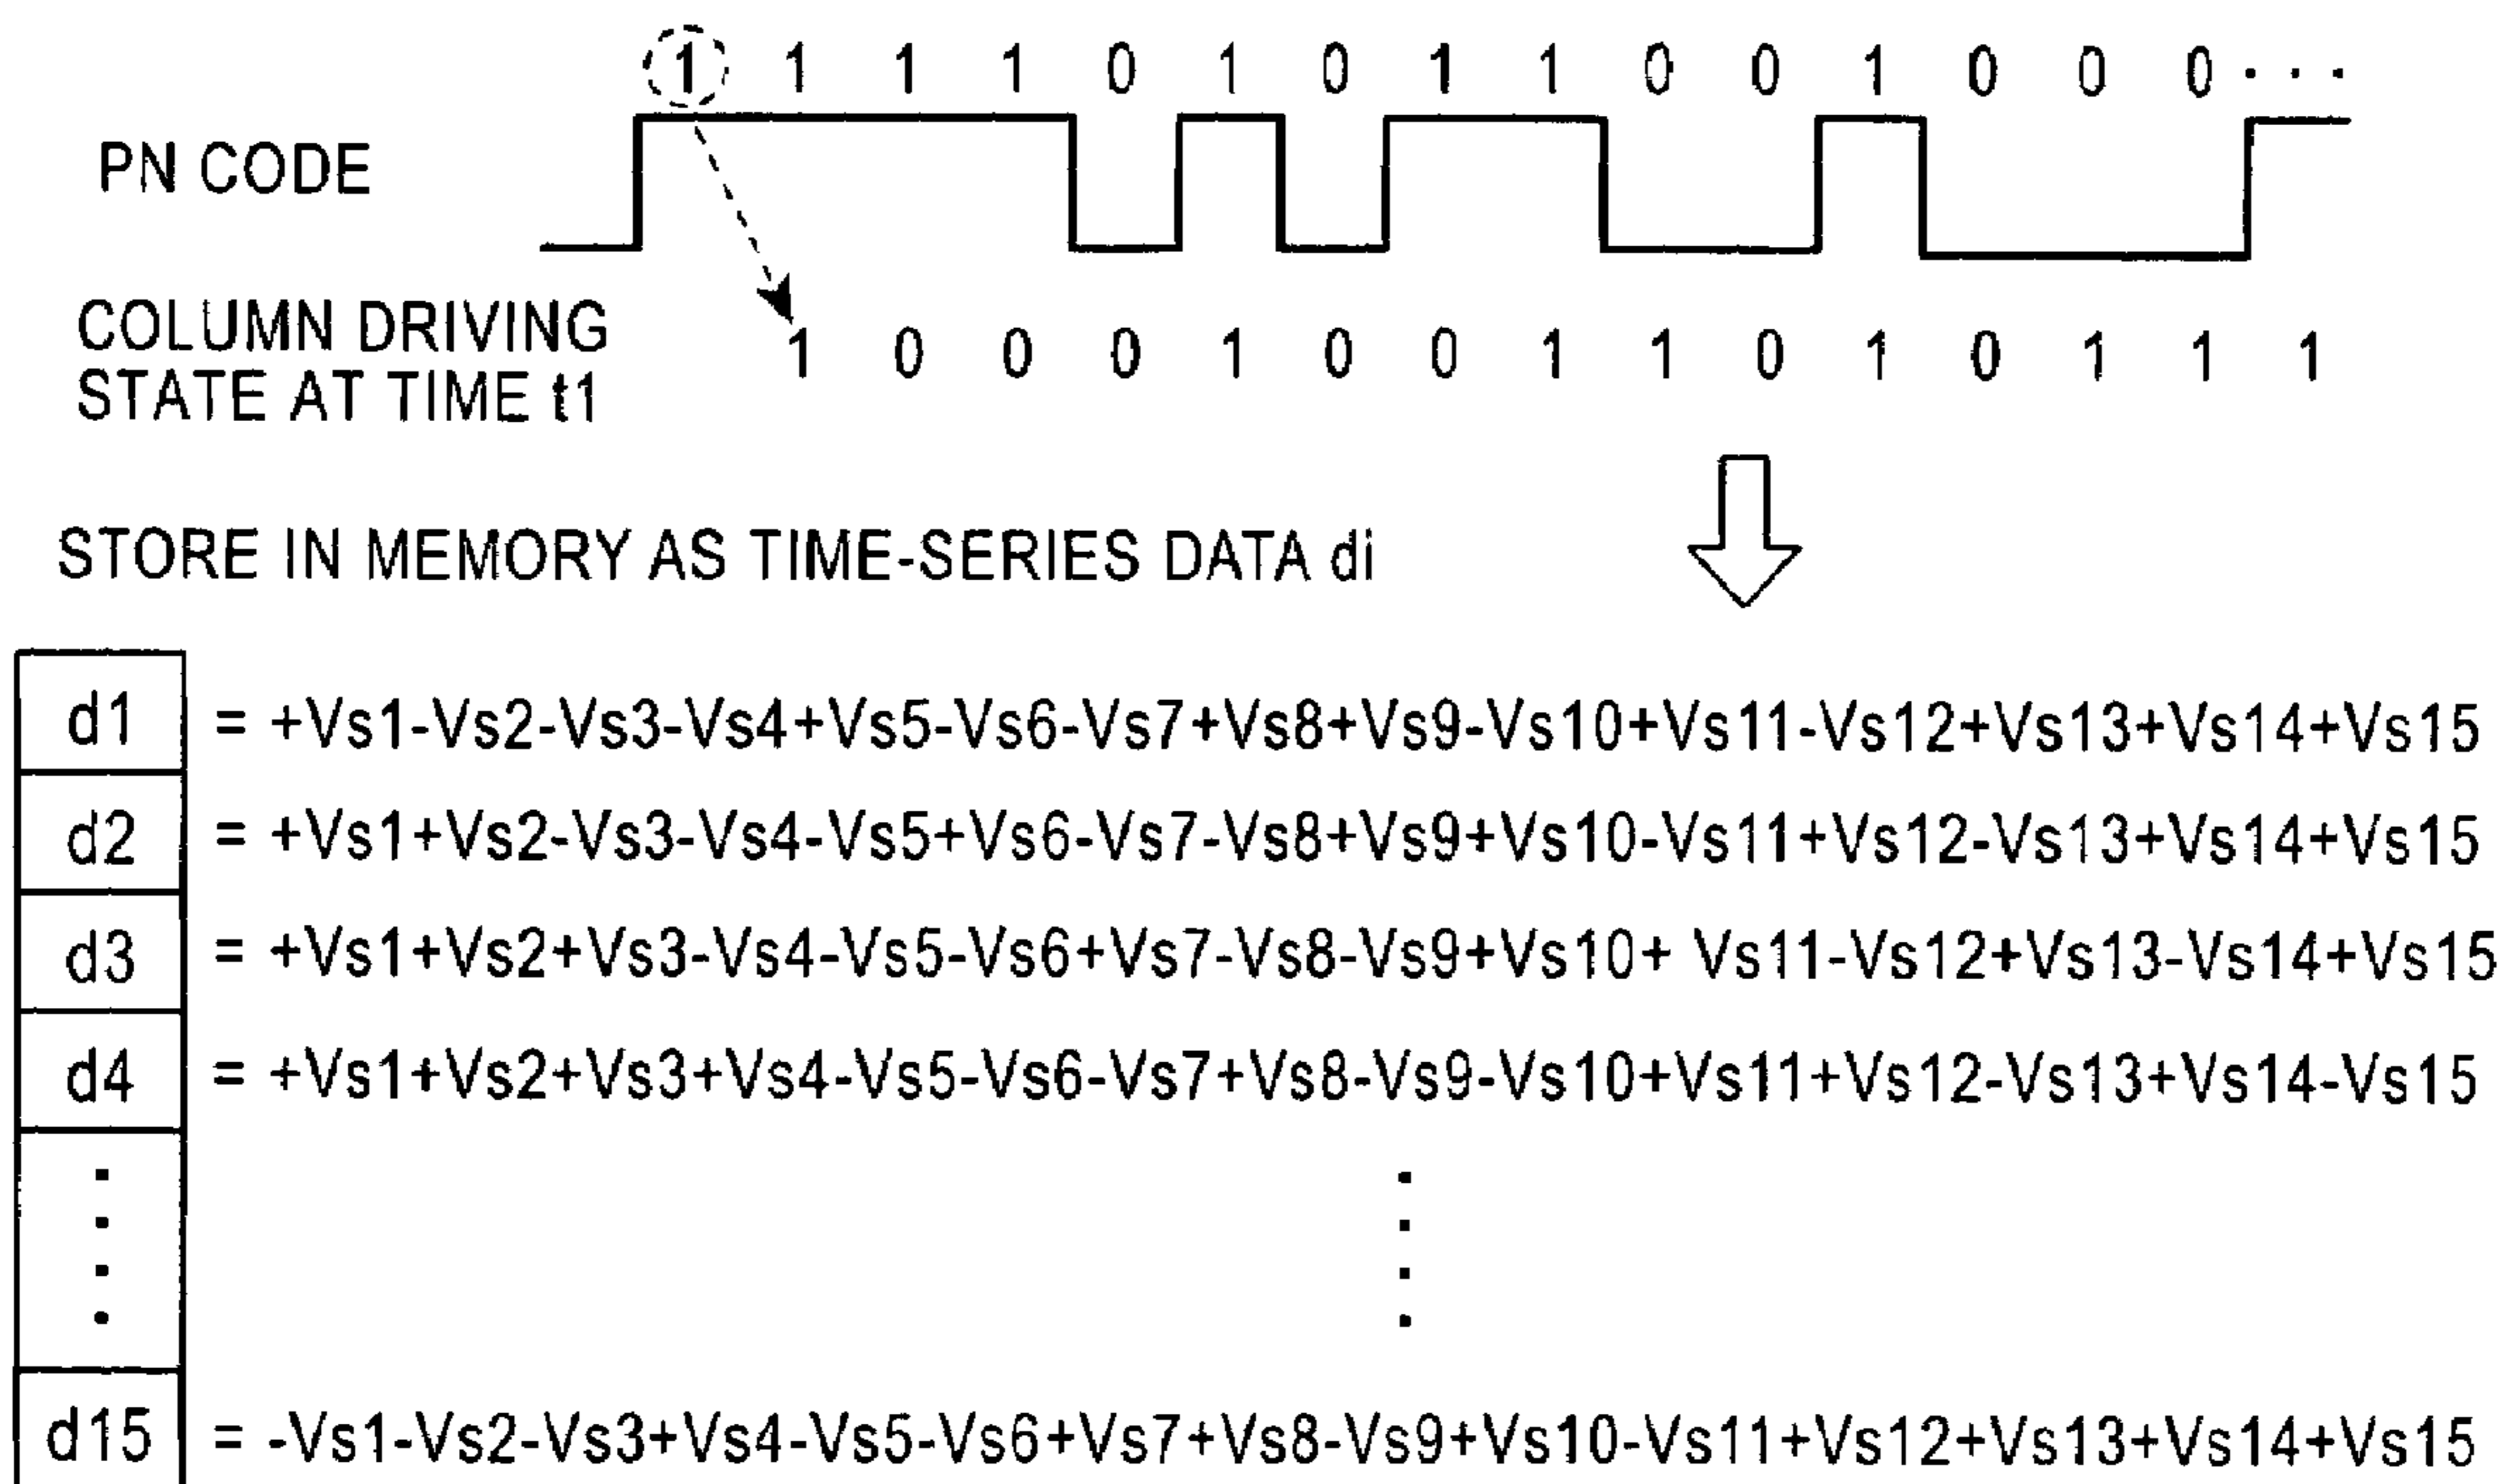 1 1 1 1 0 1 0 1 1 0 0 1 0 0 0 · · ·
PN CODE
COLUMN DRIVING
STATE AT TIME t1
1 0 0 0 1 0 0 1 1 0 1 0 1 1 1
STORE IN MEMORY AS TIME-SERIES DATA di
d1 = +Vs1-Vs2-Vs3-Vs4+Vs5-Vs6-Vs7+Vs8+Vs9-Vs10+Vs11-Vs12+Vs13+Vs14+Vs15
d2 = +Vs1+Vs2-Vs3-Vs4-Vs5+Vs6-Vs7-Vs8+Vs9+Vs10-Vs11+Vs12-Vs13+Vs14+Vs15
d3 = +Vs1+Vs2+Vs3-Vs4-Vs5-Vs6+Vs7-Vs8-Vs9+Vs10+ Vs11-Vs12+Vs13-Vs14+Vs15
d4 = +Vs1+Vs2+Vs3+Vs4-Vs5-Vs6-Vs7+Vs8-Vs9-Vs10+Vs11+Vs12-Vs13+Vs14-Vs15
d15 = -Vs1-Vs2-Vs3+Vs4-Vs5-Vs6+Vs7+Vs8-Vs9+Vs10-Vs11+Vs12+Vs13+Vs14+Vs15